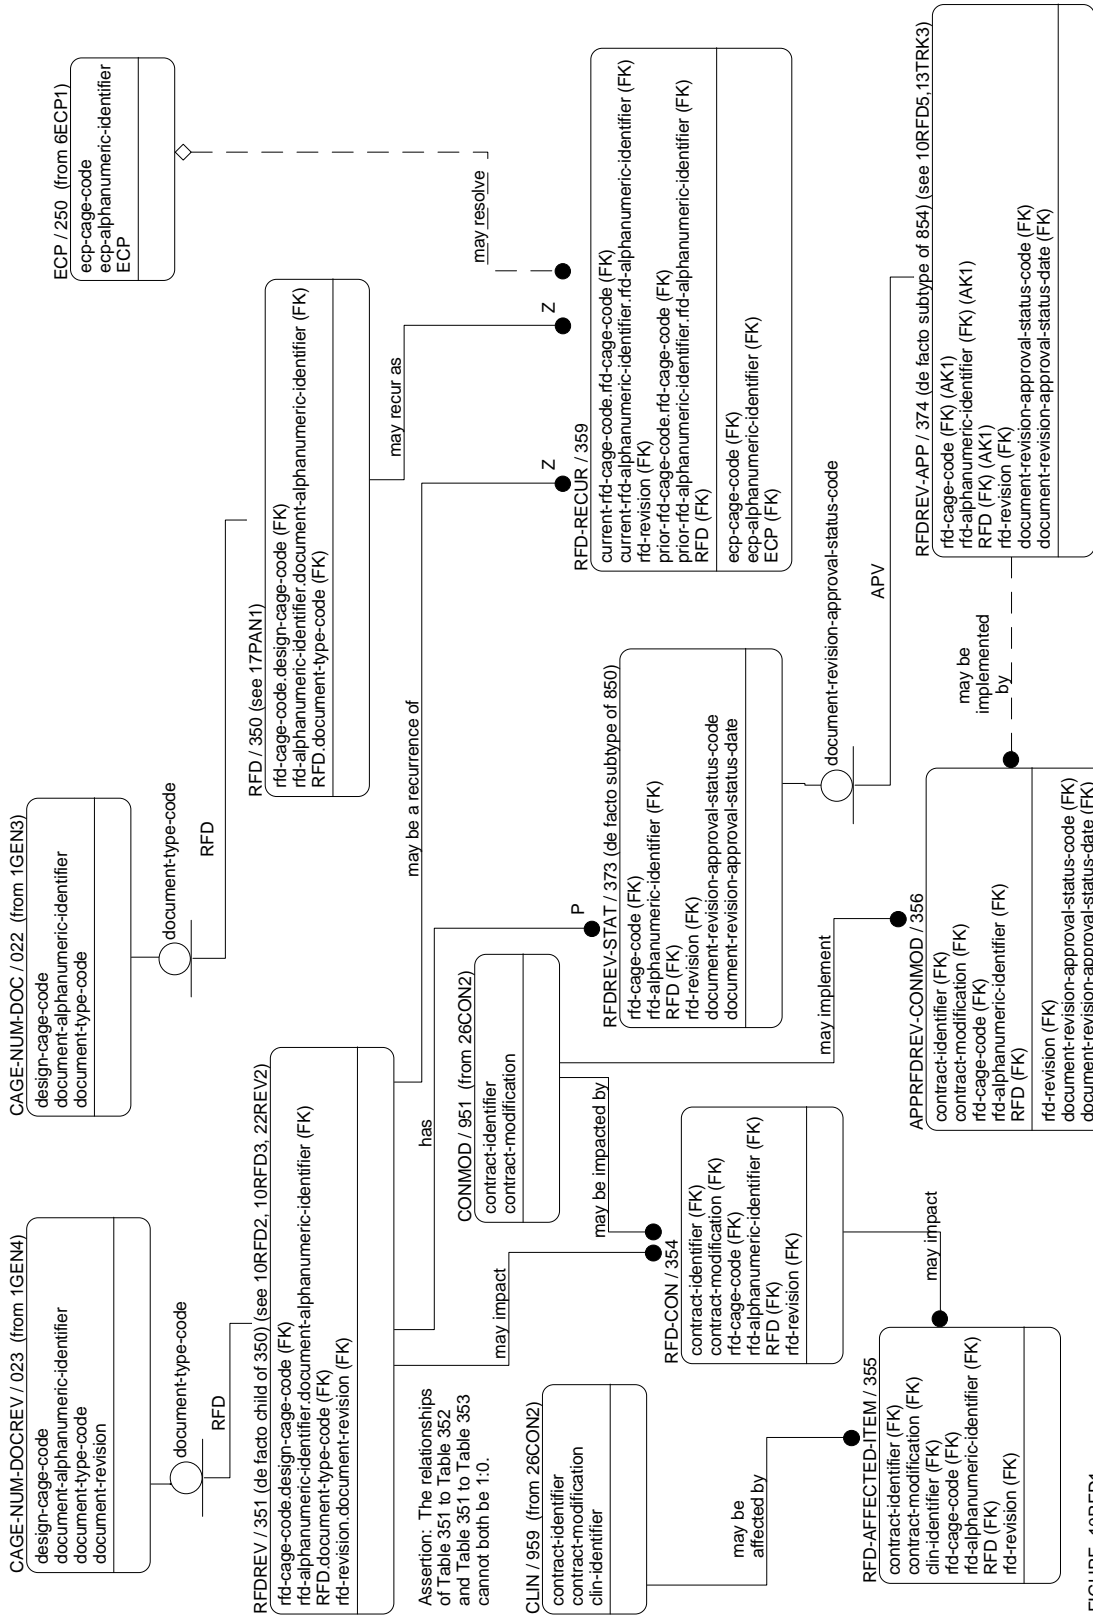 CAGE-NUM-DOCREV / 023  (from 1GEN4)
design-cage-code
document-alphanumeric-identifier
document-type-code
document-revision
document-type-code
RFD
CAGE-NUM-DOC / 022  (from 1GEN3)
design-cage-code
document-alphanumeric-identifier
document-type-code
document-type-code
RFD
ECP / 250  (from 6ECP1)
ecp-cage-code
ecp-alphanumeric-identifier
ECP
RFDREV / 351 (de facto child of 350) (see 10RFD2, 10RFD3, 22REV2)
rfd-cage-code.design-cage-code (FK)
rfd-alphanumeric-identifier.document-alphanumeric-identifier (FK)
RFD.document-type-code (FK)
rfd-revision.document-revision (FK)
RFD / 350 (see 17PAN1)
rfd-cage-code.design-cage-code (FK)
rfd-alphanumeric-identifier.document-alphanumeric-identifier (FK)
RFD.document-type-code (FK)
may recur as
may resolve
may be a recurrence of
has
may impact
Assertion: The relationships
of Table 351 to Table 352
and Table 351 to Table 353
cannot both be 1:0.
CONMOD / 951  (from 26CON2)
contract-identifier
contract-modification
P
Z
Z
RFDREV-STAT / 373 (de facto subtype of 850)
rfd-cage-code (FK)
rfd-alphanumeric-identifier (FK)
RFD (FK)
rfd-revision (FK)
document-revision-approval-status-code
document-revision-approval-status-date
RFD-RECUR / 359
current-rfd-cage-code.rfd-cage-code (FK)
current-rfd-alphanumeric-identifier.rfd-alphanumeric-identifier (FK)
rfd-revision (FK)
prior-rfd-cage-code.rfd-cage-code (FK)
prior-rfd-alphanumeric-identifier.rfd-alphanumeric-identifier (FK)
RFD (FK)
ecp-cage-code (FK)
ecp-alphanumeric-identifier (FK)
ECP (FK)
CLIN / 959  (from 26CON2)
contract-identifier
contract-modification
clin-identifier
may be impacted by
RFD-CON / 354
contract-identifier (FK)
contract-modification (FK)
rfd-cage-code (FK)
rfd-alphanumeric-identifier (FK)
RFD (FK)
rfd-revision (FK)
may implement
document-revision-approval-status-code
APV
may be
affected by
may impact
RFD-AFFECTED-ITEM / 355
contract-identifier (FK)
contract-modification (FK)
clin-identifier (FK)
rfd-cage-code (FK)
rfd-alphanumeric-identifier (FK)
RFD (FK)
rfd-revision (FK)
APPRFDREV-CONMOD / 356
contract-identifier (FK)
contract-modification (FK)
rfd-cage-code (FK)
rfd-alphanumeric-identifier (FK)
RFD (FK)
rfd-revision (FK)
document-revision-approval-status-code (FK)
document-revision-approval-status-date (FK)
may be
implemented
by
RFDREV-APP / 374 (de facto subtype of 854) (see 10RFD5,13TRK3)
rfd-cage-code (FK) (AK1)
rfd-alphanumeric-identifier (FK) (AK1)
RFD (FK) (AK1)
rfd-revision (FK)
document-revision-approval-status-code (FK)
document-revision-approval-status-date (FK)